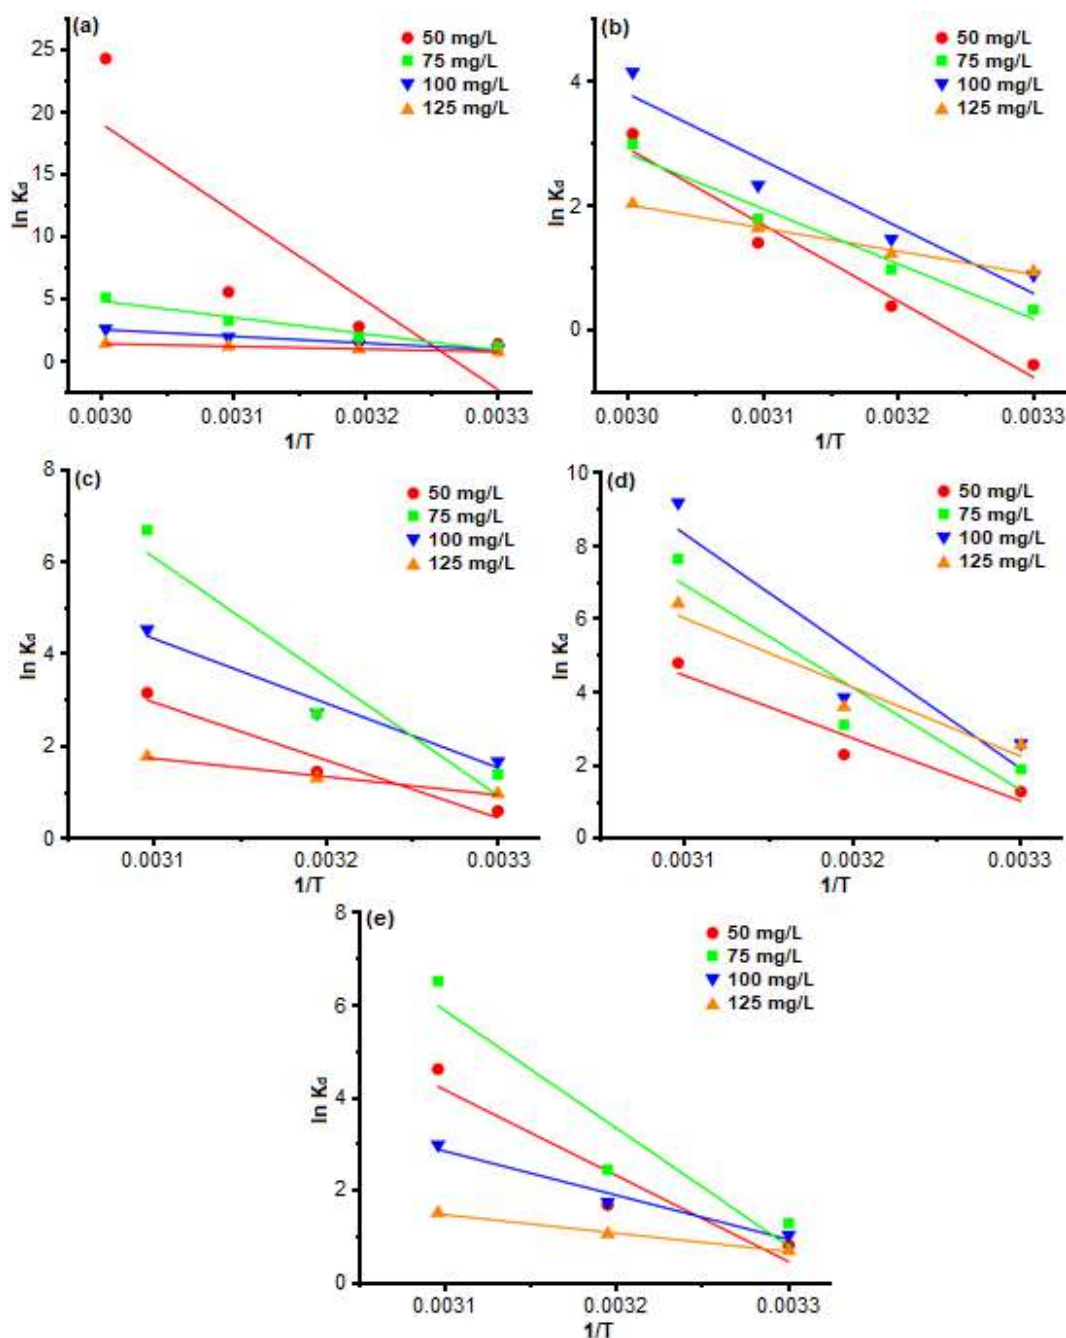 (a)
50 mg/L
75 mg/L
100 mg/L
125 mg/L
25
20
15
10
5
0
ln Kd
0.0030 0.0031 0.0032 0.0033
1/T
(b)
50 mg/L
75 mg/L
100 mg/L
125 mg/L
4
2
0
ln Kd
0.0030 0.0031 0.0032 0.0033
1/T
(c)
50 mg/L
75 mg/L
100 mg/L
125 mg/L
8
6
4
2
0
ln Kd
0.0031 0.0032 0.0033
1/T
(d)
50 mg/L
75 mg/L
100 mg/L
125 mg/L
10
8
6
4
2
0
ln Kd
0.0031 0.0032 0.0033
1/T
(e)
50 mg/L
75 mg/L
100 mg/L
125 mg/L
8
6
4
2
0
ln Kd
0.0031 0.0032 0.0033
1/T